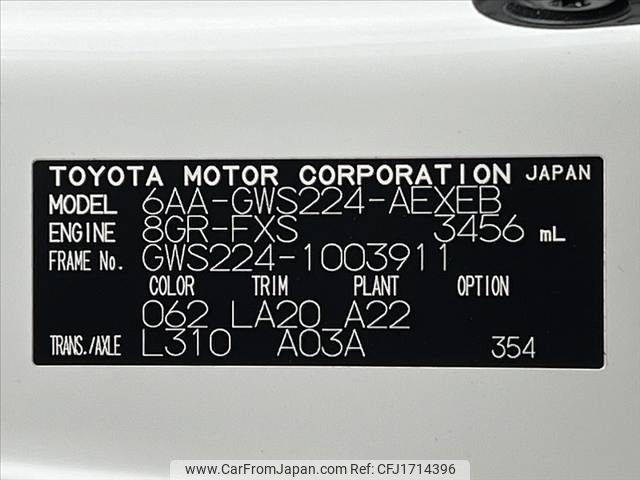 TOYOTA MOTOR CORPORATION JAPAN
MODEL 6AA-GWS224-AEXEB
ENGINE 8GR-FXS 3456 mL
FRAME No. GWS224-1003911
COLOR TRIM PLANT OPTION
062 LA20 A22
TRANS./AXLE L310 A03A 354
www.CarFromJapan.com | Ref:CFJ1714396